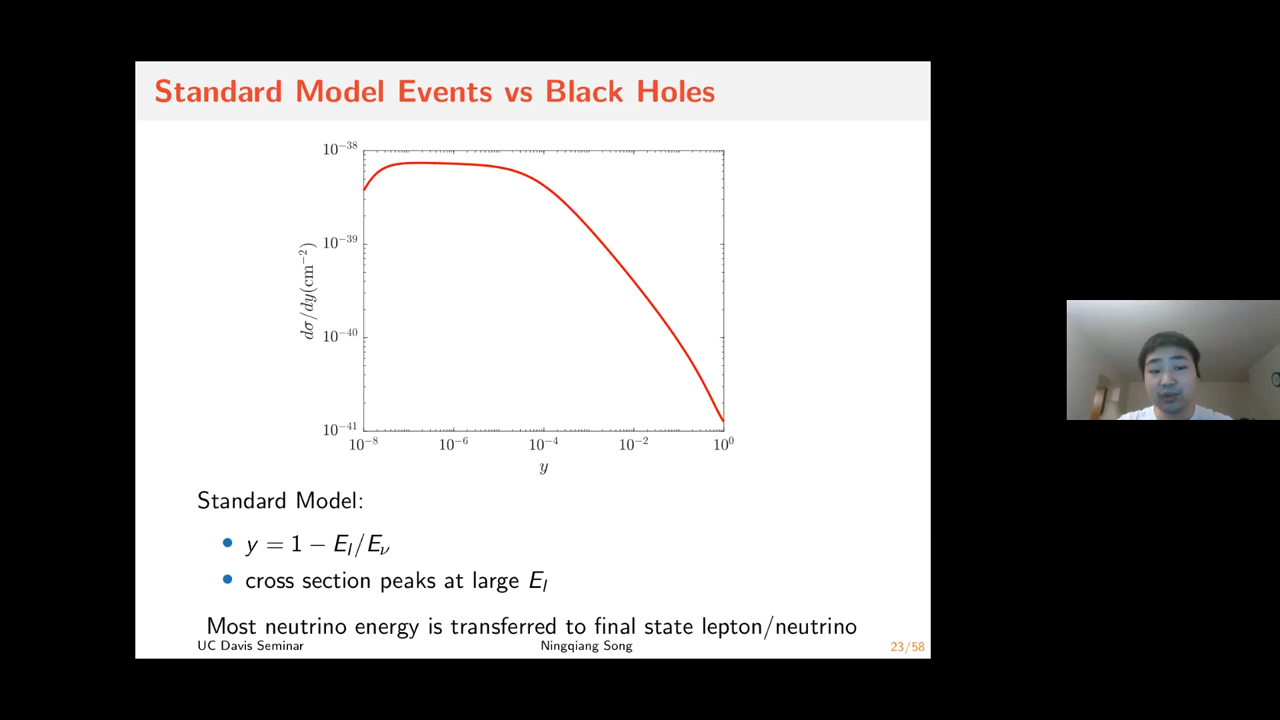 Standard Model Events vs Black Holes
10⁻³⁸
10⁻³⁹
10⁻⁴⁰
10⁻⁴¹
dσ/dy(cm⁻²)
10⁻⁸ 10⁻⁶ 10⁻⁴ 10⁻² 10⁰
y
Standard Model:
• y = 1 − E_l/E_ν
• cross section peaks at large E_l
Most neutrino energy is transferred to final state lepton/neutrino
UC Davis Seminar Ningqiang Song 23/58